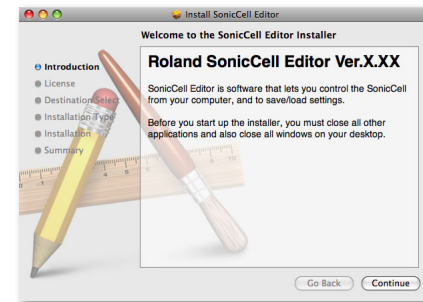 Install SonicCell Editor
Welcome to the SonicCell Editor Installer
Introduction
License
Destination Select
Installation Type
Installation
Summary
Roland SonicCell Editor Ver.X.XX
SonicCell Editor is software that lets you control the SonicCell
from your computer, and to save/load settings.
Before you start up the installer, you must close all other
applications and also close all windows on your desktop.
Go Back
Continue